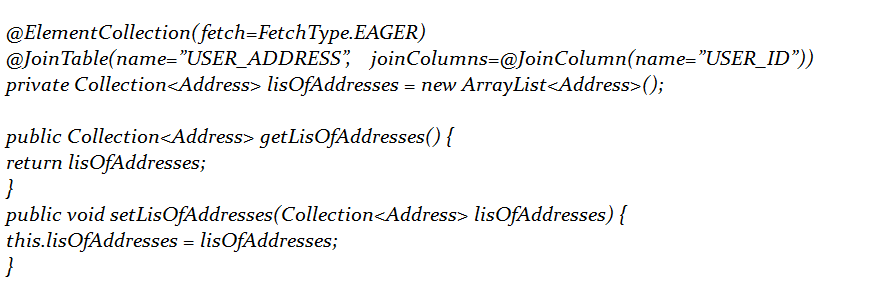 @ElementCollection(fetch=FetchType.EAGER)
@JoinTable(name=”USER_ADDRESS”, joinColumns=@JoinColumn(name=”USER_ID”))
private Collection<Address> lisOfAddresses = new ArrayList<Address>();
public Collection<Address> getLisOfAddresses() {
return lisOfAddresses;
}
public void setLisOfAddresses(Collection<Address> lisOfAddresses) {
this.lisOfAddresses = lisOfAddresses;
}